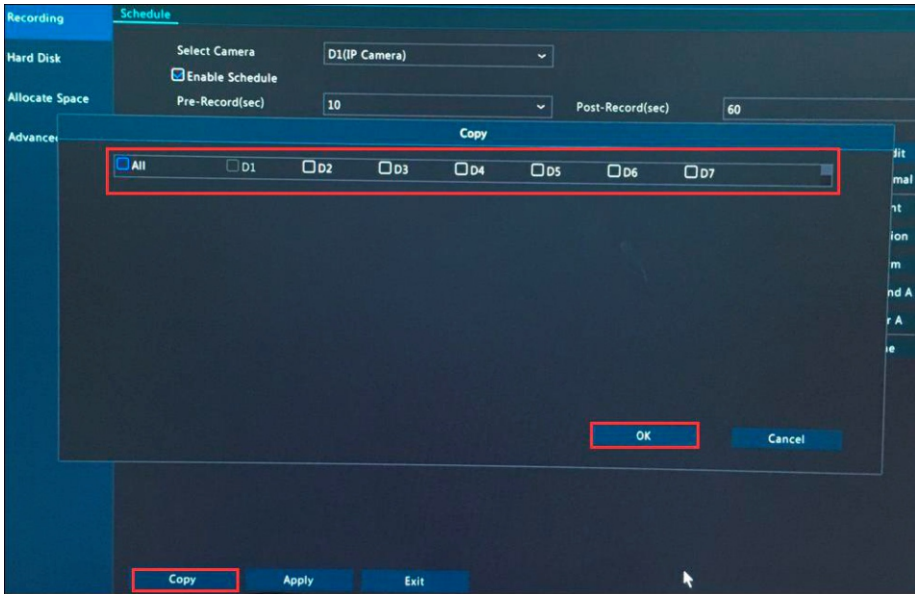 Recording
Schedule
Hard Disk
Allocate Space
Select Camera D1(IP Camera)
Enable Schedule
Pre-Record(sec) 10 Post-Record(sec) 60
Copy
All D1 D2 D3 D4 D5 D6 D7
OK Cancel
Copy Apply Exit